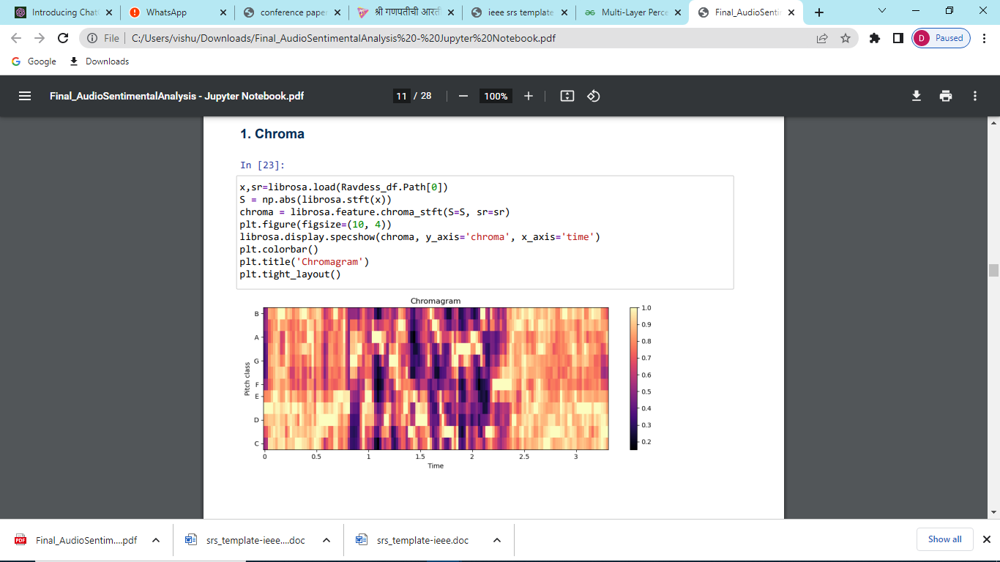 Introducing Chat
WhatsApp
conference paper
श्री गणपतीची आरती
ieee srs template
Multi-Layer Perce
Final_AudioSentim
File
C:/Users/vishu/Downloads/Final_AudioSentimentalAnalysis%20-%20Jupyter%20Notebook.pdf
D Paused
Google
Downloads
Final_AudioSentimentalAnalysis - Jupyter Notebook.pdf
11 / 28
100%
1. Chroma
In [23]:
x,sr=librosa.load(Ravdess_df.Path[0])
S = np.abs(librosa.stft(x))
chroma = librosa.feature.chroma_stft(S=S, sr=sr)
plt.figure(figsize=(10, 4))
librosa.display.specshow(chroma, y_axis='chroma', x_axis='time')
plt.colorbar()
plt.title('Chromagram')
plt.tight_layout()
Chromagram
Pitch class
B
A
G
F
E
D
C
0 0.5 1 1.5 2 2.5 3
Time
1.0
0.9
0.8
0.7
0.6
0.5
0.4
0.3
0.2
PDF
Final_AudioSentim....pdf
srs_template-ieee....doc
srs_template-ieee.doc
Show all